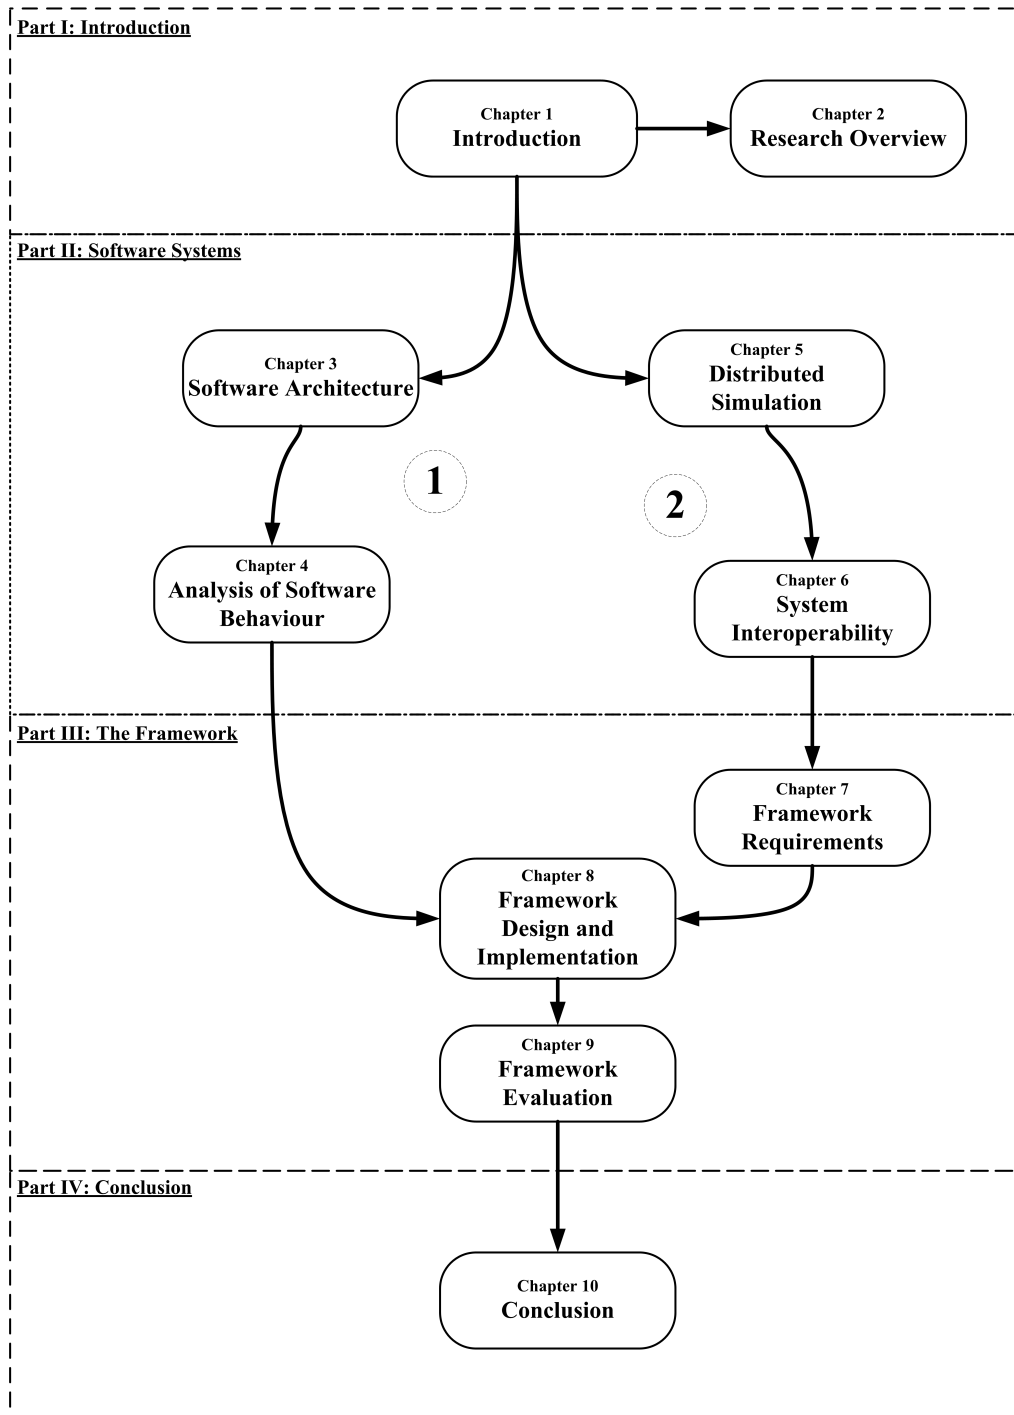 Part I: Introduction
Chapter 1
Introduction
Chapter 2
Research Overview
Part II: Software Systems
Chapter 3
Software Architecture
Chapter 5
Distributed
Simulation
1
2
Chapter 4
Analysis of Software
Behaviour
Chapter 6
System
Interoperability
Part III: The Framework
Chapter 7
Framework
Requirements
Chapter 8
Framework
Design and
Implementation
Chapter 9
Framework
Evaluation
Part IV: Conclusion
Chapter 10
Conclusion